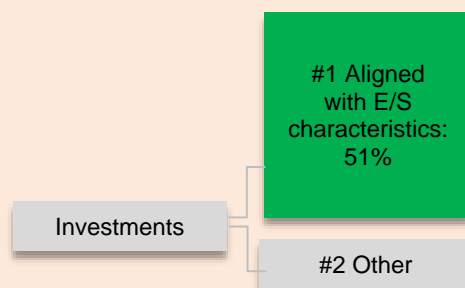 #1 Aligned
with E/S
characteristics:
51%
Investments
#2 Other